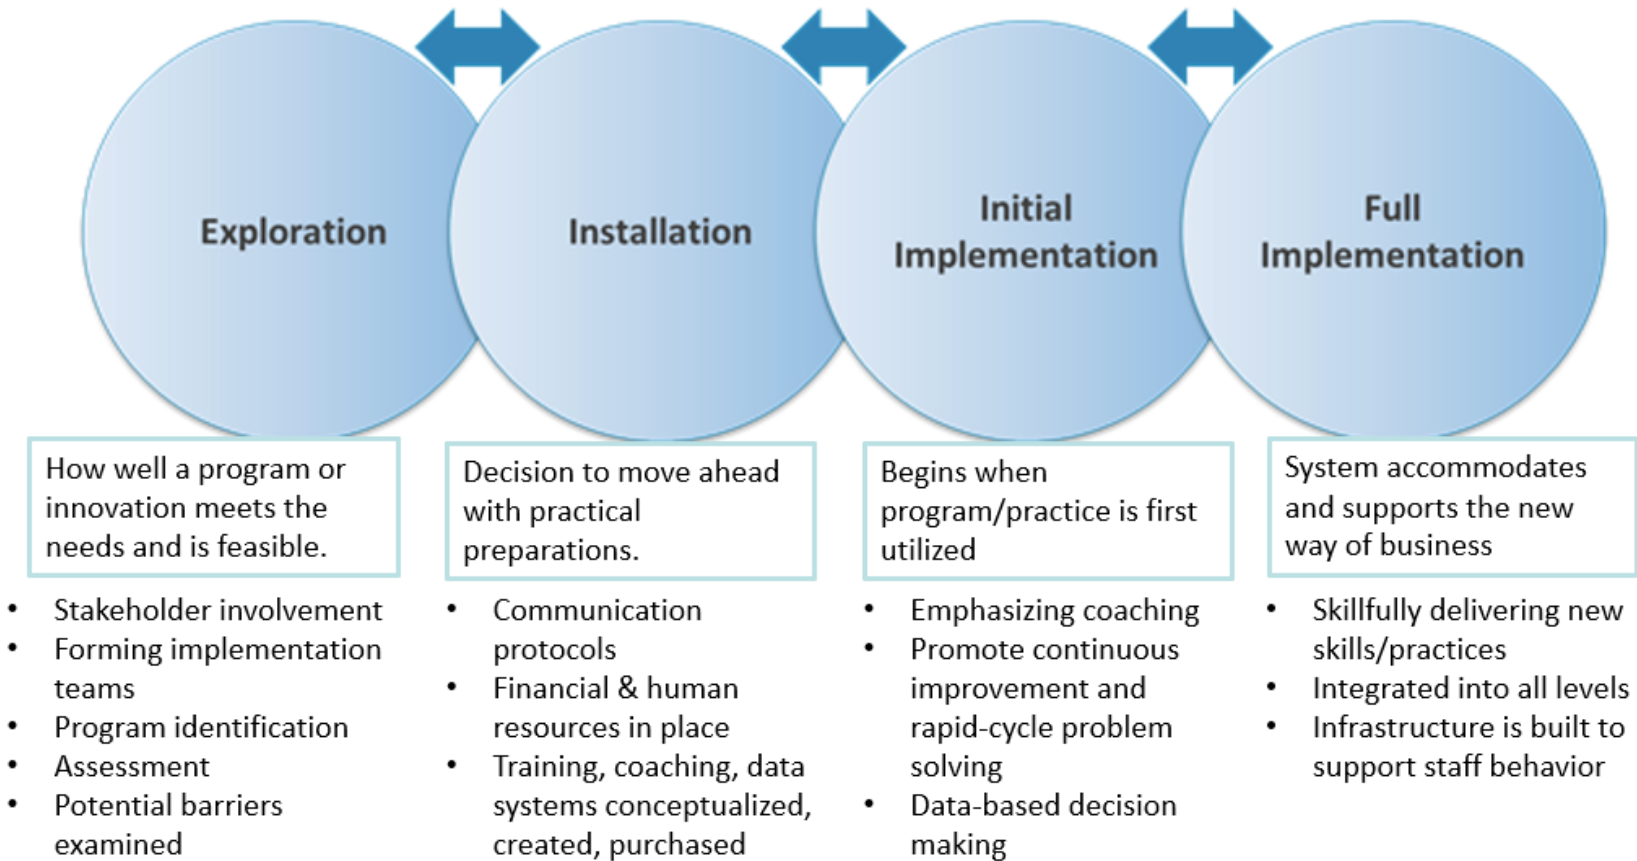 Exploration
Installation
Initial
Implementation
Full
Implementation
How well a program or
innovation meets the
needs and is feasible.
• Stakeholder involvement
• Forming implementation
teams
• Program identification
• Assessment
• Potential barriers
examined
Decision to move ahead
with practical
preparations.
• Communication
protocols
• Financial & human
resources in place
• Training, coaching, data
systems conceptualized,
created, purchased
Begins when
program/practice is first
utilized
• Emphasizing coaching
• Promote continuous
improvement and
rapid-cycle problem
solving
• Data-based decision
making
System accommodates
and supports the new
way of business
• Skillfully delivering new
skills/practices
• Integrated into all levels
• Infrastructure is built to
support staff behavior